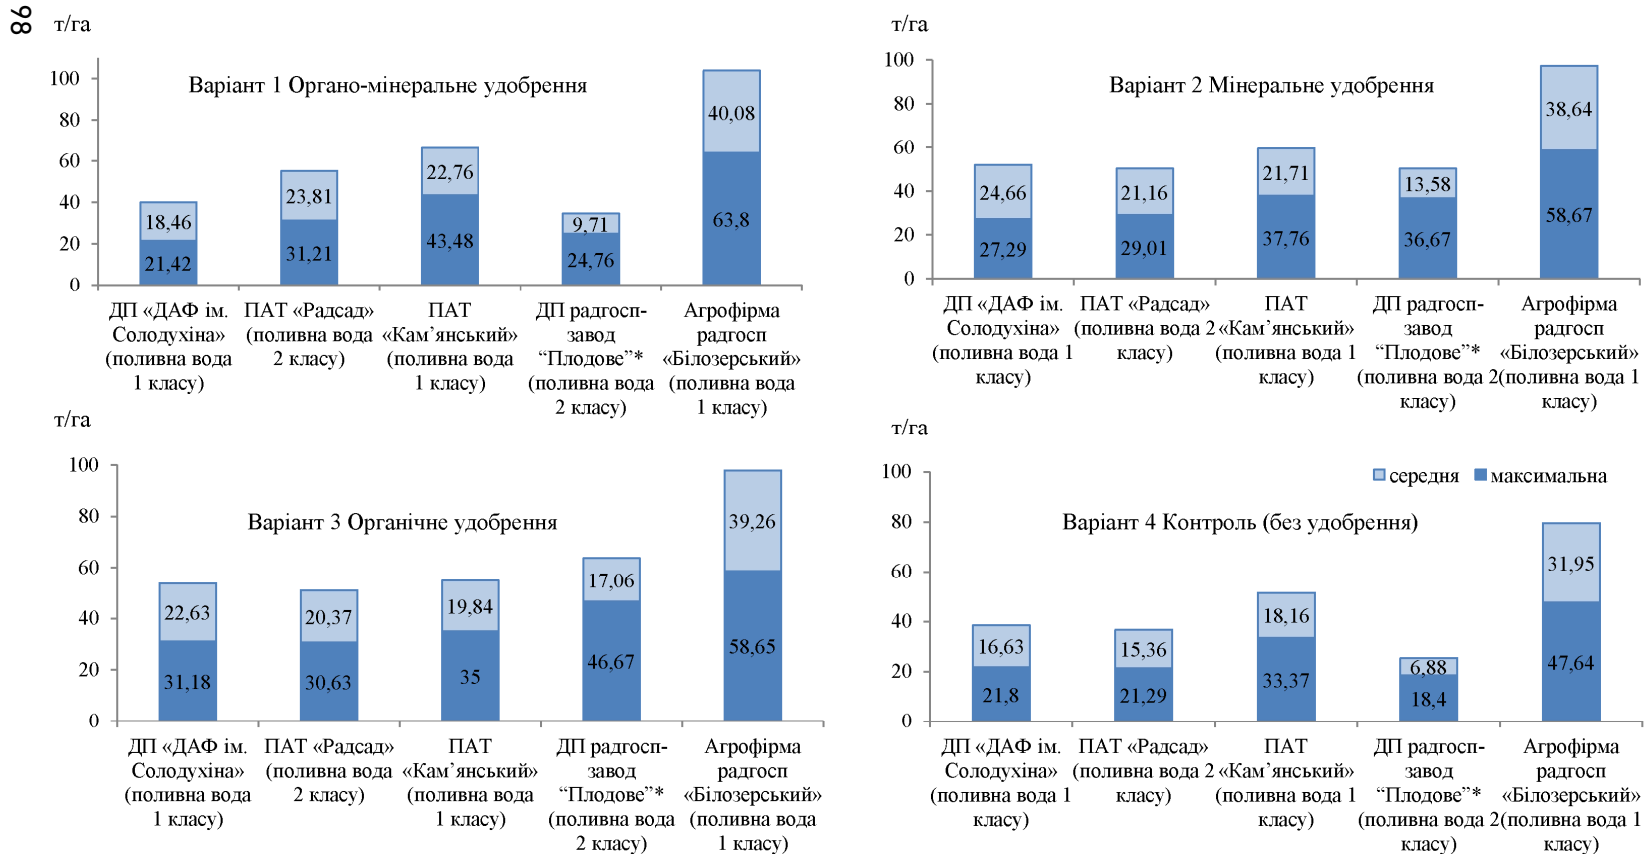 98
т/га
Варіант 1 Органо-мінеральне удобрення
100
80
60
40
20
0
18,46
23,81
22,76
9,71
40,08
21,42
31,21
43,48
24,76
63,8
ДП «ДАФ ім. ПАТ «Радсад» ПАТ ДП радгосп- Агрофірма
Солодухіна» (поливна вода «Кам’янський» завод радгосп
(поливна вода 2 класу) (поливна вода “Плодове”* «Білозерський»
1 класу) 1 класу) (поливна вода (поливна вода
2 класу) 1 класу)
т/га
Варіант 2 Мінеральне удобрення
100
80
60
40
20
0
24,66
21,16
21,71
13,58
38,64
27,29
29,01
37,76
36,67
58,67
ДП «ДАФ ім. ПАТ «Радсад» ПАТ ДП радгосп- Агрофірма
Солодухіна» (поливна вода 2 «Кам’янський» завод радгосп
(поливна вода 1 класу) (поливна вода 1 “Плодове”* «Білозерський»
класу) класу) (поливна вода 2 (поливна вода 1
класу) класу)
т/га
Варіант 3 Органічне удобрення
100
80
60
40
20
0
22,63
20,37
19,84
17,06
39,26
31,18
30,63
35
46,67
58,65
ДП «ДАФ ім. ПАТ «Радсад» ПАТ ДП радгосп- Агрофірма
Солодухіна» (поливна вода «Кам’янський» завод радгосп
(поливна вода 2 класу) (поливна вода “Плодове”* «Білозерський»
1 класу) 1 класу) (поливна вода (поливна вода
2 класу) 1 класу)
т/га
середня максимальна
Варіант 4 Контроль (без удобрення)
100
80
60
40
20
0
16,63
15,36
18,16
6,88
31,95
21,8
21,29
33,37
18,4
47,64
ДП «ДАФ ім. ПАТ «Радсад» ПАТ ДП радгосп- Агрофірма
Солодухіна» (поливна вода 2 «Кам’янський» завод радгосп
(поливна вода 1 класу) (поливна вода 1 “Плодове”* «Білозерський»
класу) класу) (поливна вода 2 (поливна вода 1
класу) класу)